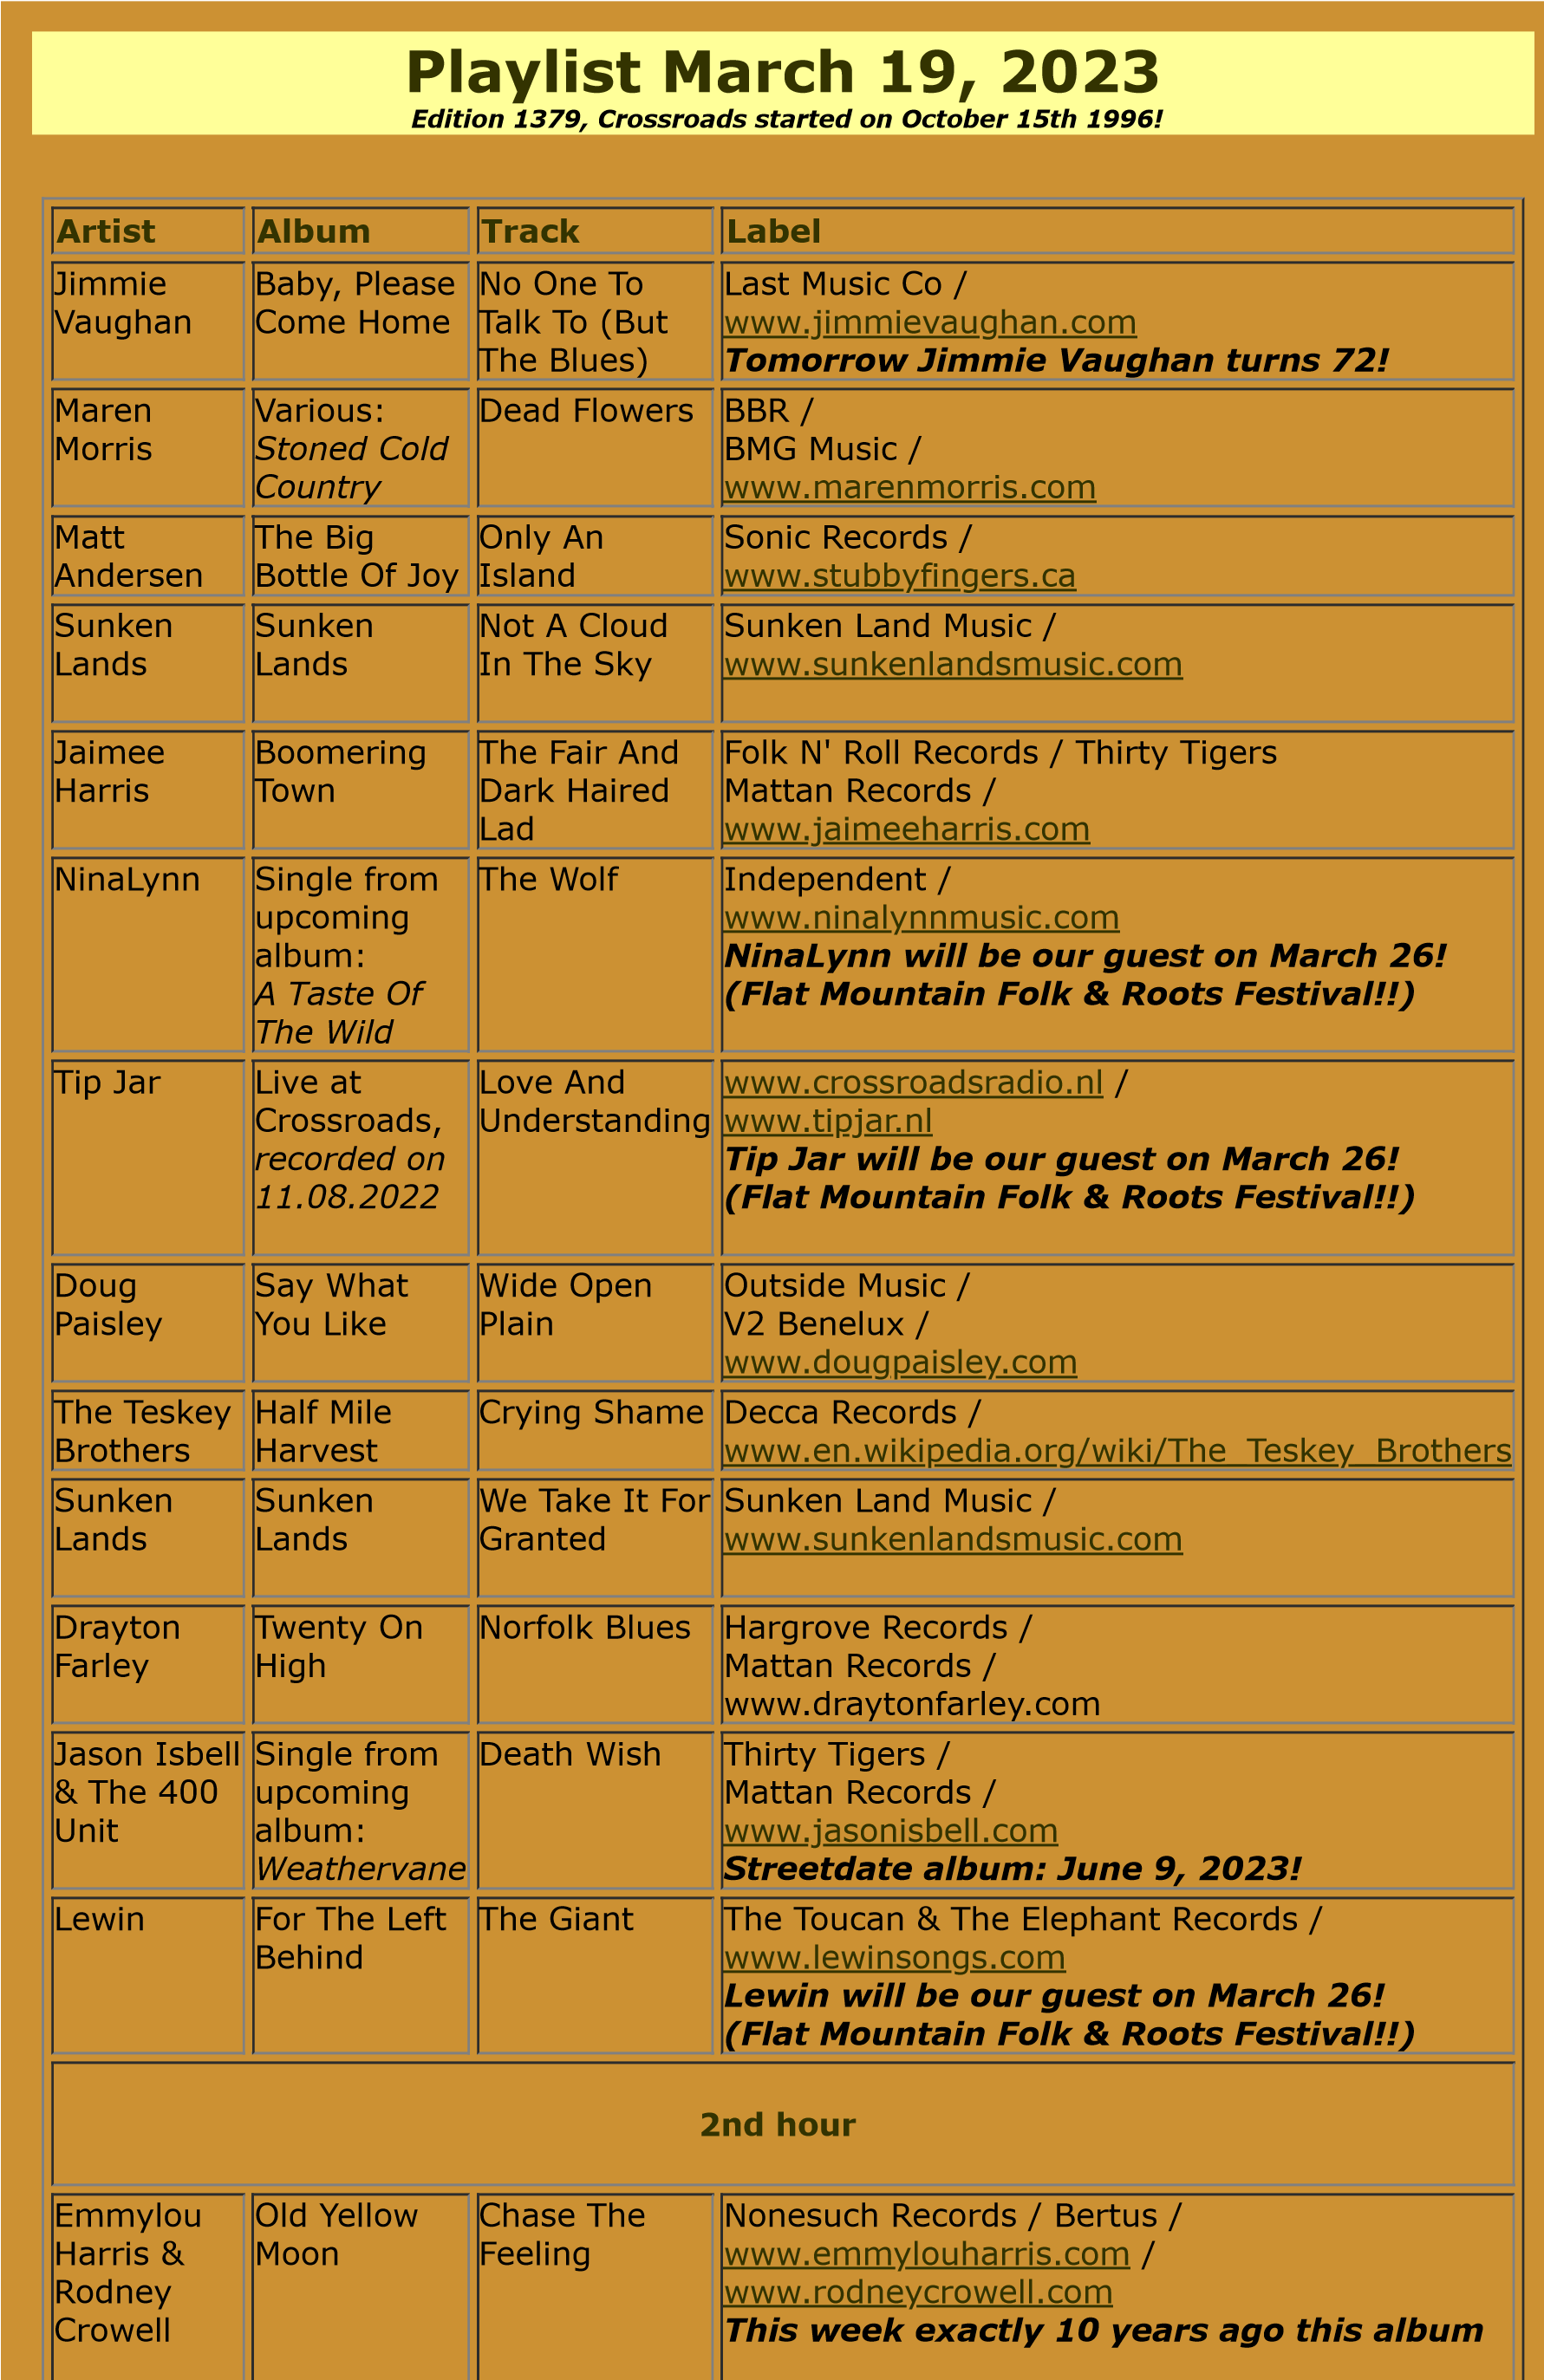 Playlist March 19, 2023
Edition 1379, Crossroads started on October 15th 1996!
Artist
Album
Track
Label
Jimmie
Vaughan
Baby, Please
Come Home
No One To
Talk To (But
The Blues)
Last Music Co /
www.jimmievaughan.com
Tomorrow Jimmie Vaughan turns 72!
Maren
Morris
Various:
Stoned Cold
Country
Dead Flowers
BBR /
BMG Music /
www.marenmorris.com
Matt
Andersen
The Big
Bottle Of Joy
Only An
Island
Sonic Records /
www.stubbyfingers.ca
Sunken
Lands
Sunken
Lands
Not A Cloud
In The Sky
Sunken Land Music /
www.sunkenlandsmusic.com
Jaimee
Harris
Boomering
Town
The Fair And
Dark Haired
Lad
Folk N' Roll Records / Thirty Tigers
Mattan Records /
www.jaimeeharris.com
NinaLynn
Single from
upcoming
album:
A Taste Of
The Wild
The Wolf
Independent /
www.ninalynnmusic.com
NinaLynn will be our guest on March 26!
(Flat Mountain Folk & Roots Festival!!)
Tip Jar
Live at
Crossroads,
recorded on
11.08.2022
Love And
Understanding
www.crossroadsradio.nl /
www.tipjar.nl
Tip Jar will be our guest on March 26!
(Flat Mountain Folk & Roots Festival!!)
Doug
Paisley
Say What
You Like
Wide Open
Plain
Outside Music /
V2 Benelux /
www.dougpaisley.com
The Teskey
Brothers
Half Mile
Harvest
Crying Shame
Decca Records /
www.en.wikipedia.org/wiki/The_Teskey_Brothers
Sunken
Lands
Sunken
Lands
We Take It For
Granted
Sunken Land Music /
www.sunkenlandsmusic.com
Drayton
Farley
Twenty On
High
Norfolk Blues
Hargrove Records /
Mattan Records /
www.draytonfarley.com
Jason Isbell
& The 400
Unit
Single from
upcoming
album:
Weathervane
Death Wish
Thirty Tigers /
Mattan Records /
www.jasonisbell.com
Streetdate album: June 9, 2023!
Lewin
For The Left
Behind
The Giant
The Toucan & The Elephant Records /
www.lewinsongs.com
Lewin will be our guest on March 26!
(Flat Mountain Folk & Roots Festival!!)
2nd hour
Emmylou
Harris &
Rodney
Crowell
Old Yellow
Moon
Chase The
Feeling
Nonesuch Records / Bertus /
www.emmylouharris.com /
www.rodneycrowell.com
This week exactly 10 years ago this album